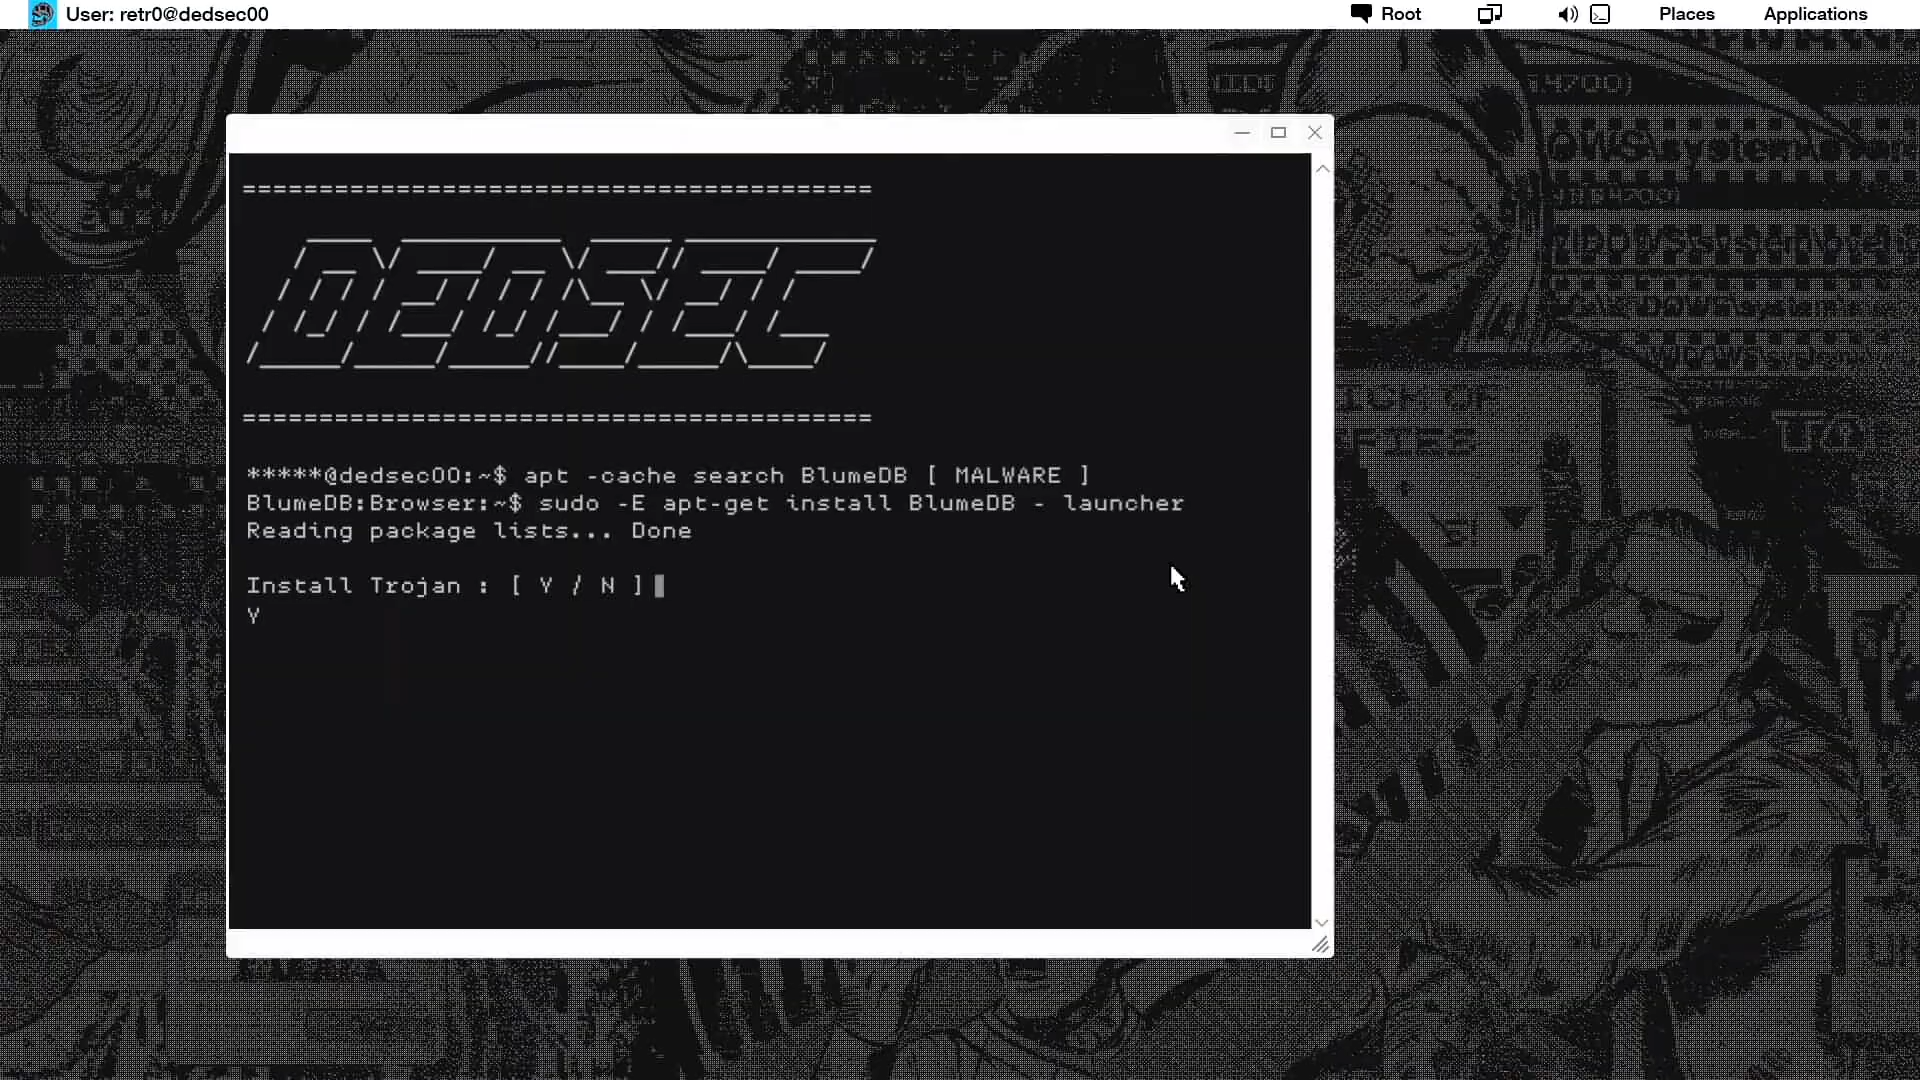 User: retr0@dedsec00
Root
Places
Applications
=========================================
DEDSEC
=========================================
*****@dedsec00:~$ apt -cache search BlumeDB [ MALWARE ]
BlumeDB:Browser:~$ sudo -E apt-get install BlumeDB - launcher
Reading package lists... Done
Install Trojan : [ Y / N ]
Y